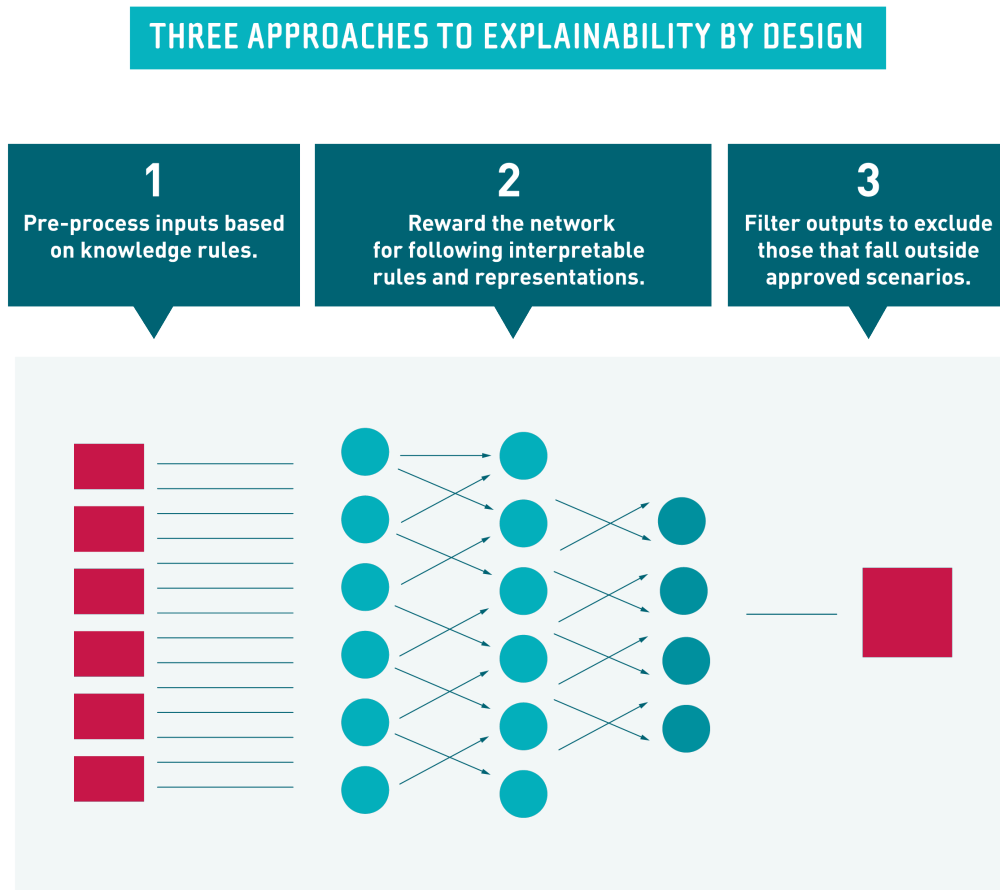 THREE APPROACHES TO EXPLAINABILITY BY DESIGN
1
Pre-process inputs based
on knowledge rules.
2
Reward the network
for following interpretable
rules and representations.
3
Filter outputs to exclude
those that fall outside
approved scenarios.